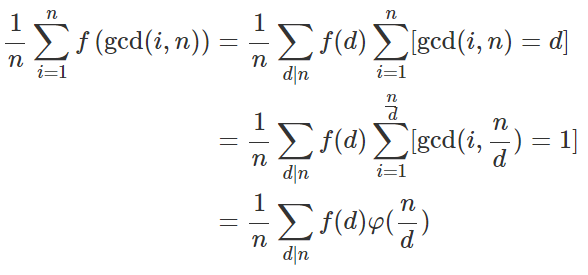 \frac{1}{n}\sum_{i=1}^{n} f(\gcd(i,n)) = \frac{1}{n}\sum_{d|n} f(d)\sum_{i=1}^{n}[\gcd(i,n)=d]
= \frac{1}{n}\sum_{d|n} f(d)\sum_{i=1}^{\frac{n}{d}}[\gcd(i,\frac{n}{d})=1]
= \frac{1}{n}\sum_{d|n} f(d)\varphi(\frac{n}{d})